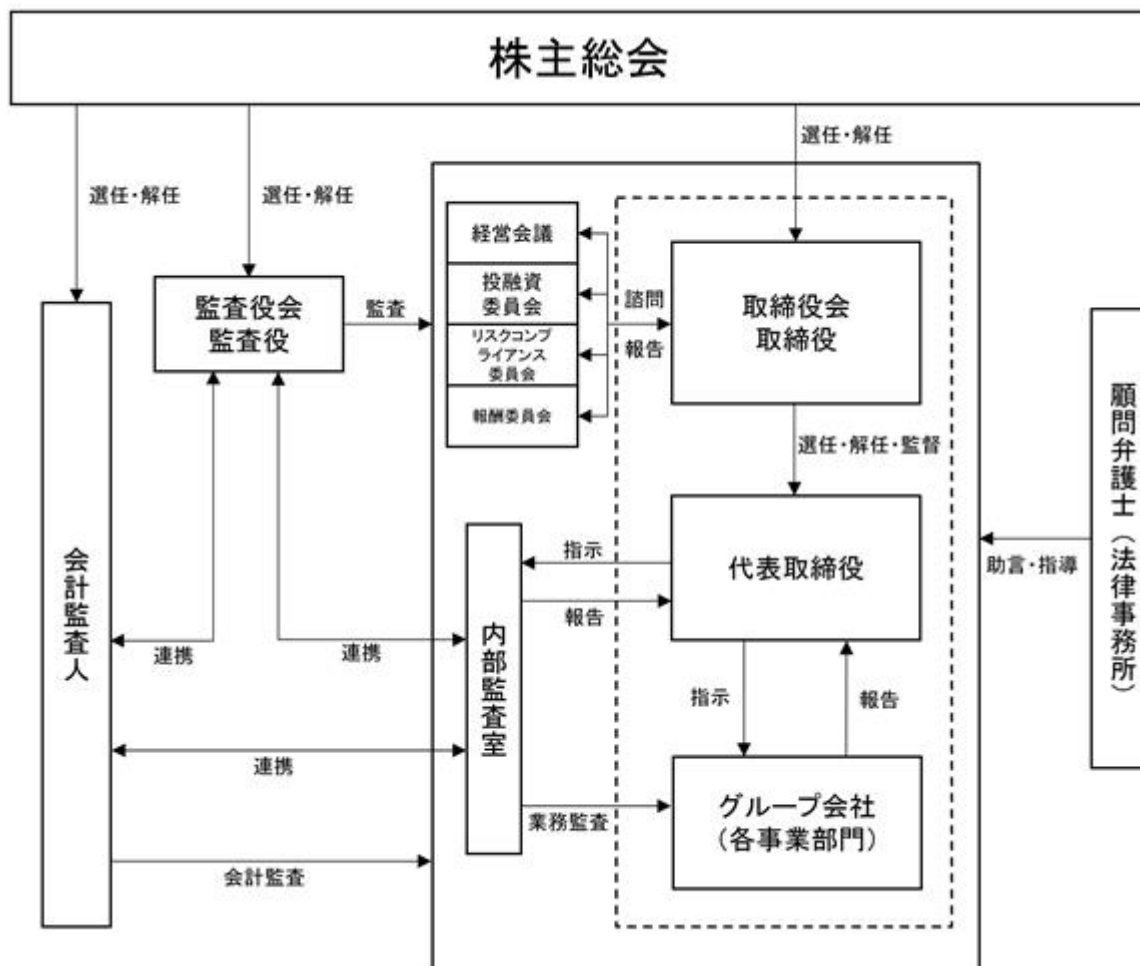 株主総会
選任・解任
選任・解任
選任・解任
経営会議
投融資
委員会
リスクコンプ
ライアンス
委員会
報酬委員会
監査役会
監査役
監査
諮問
報告
取締役会
取締役
選任・解任・監督
顧問弁護士（法律事務所）
助言・指導
会計監査人
代表取締役
指示
報告
内部監査室
連携
連携
連携
指示
報告
業務監査
グループ会社
（各事業部門）
会計監査